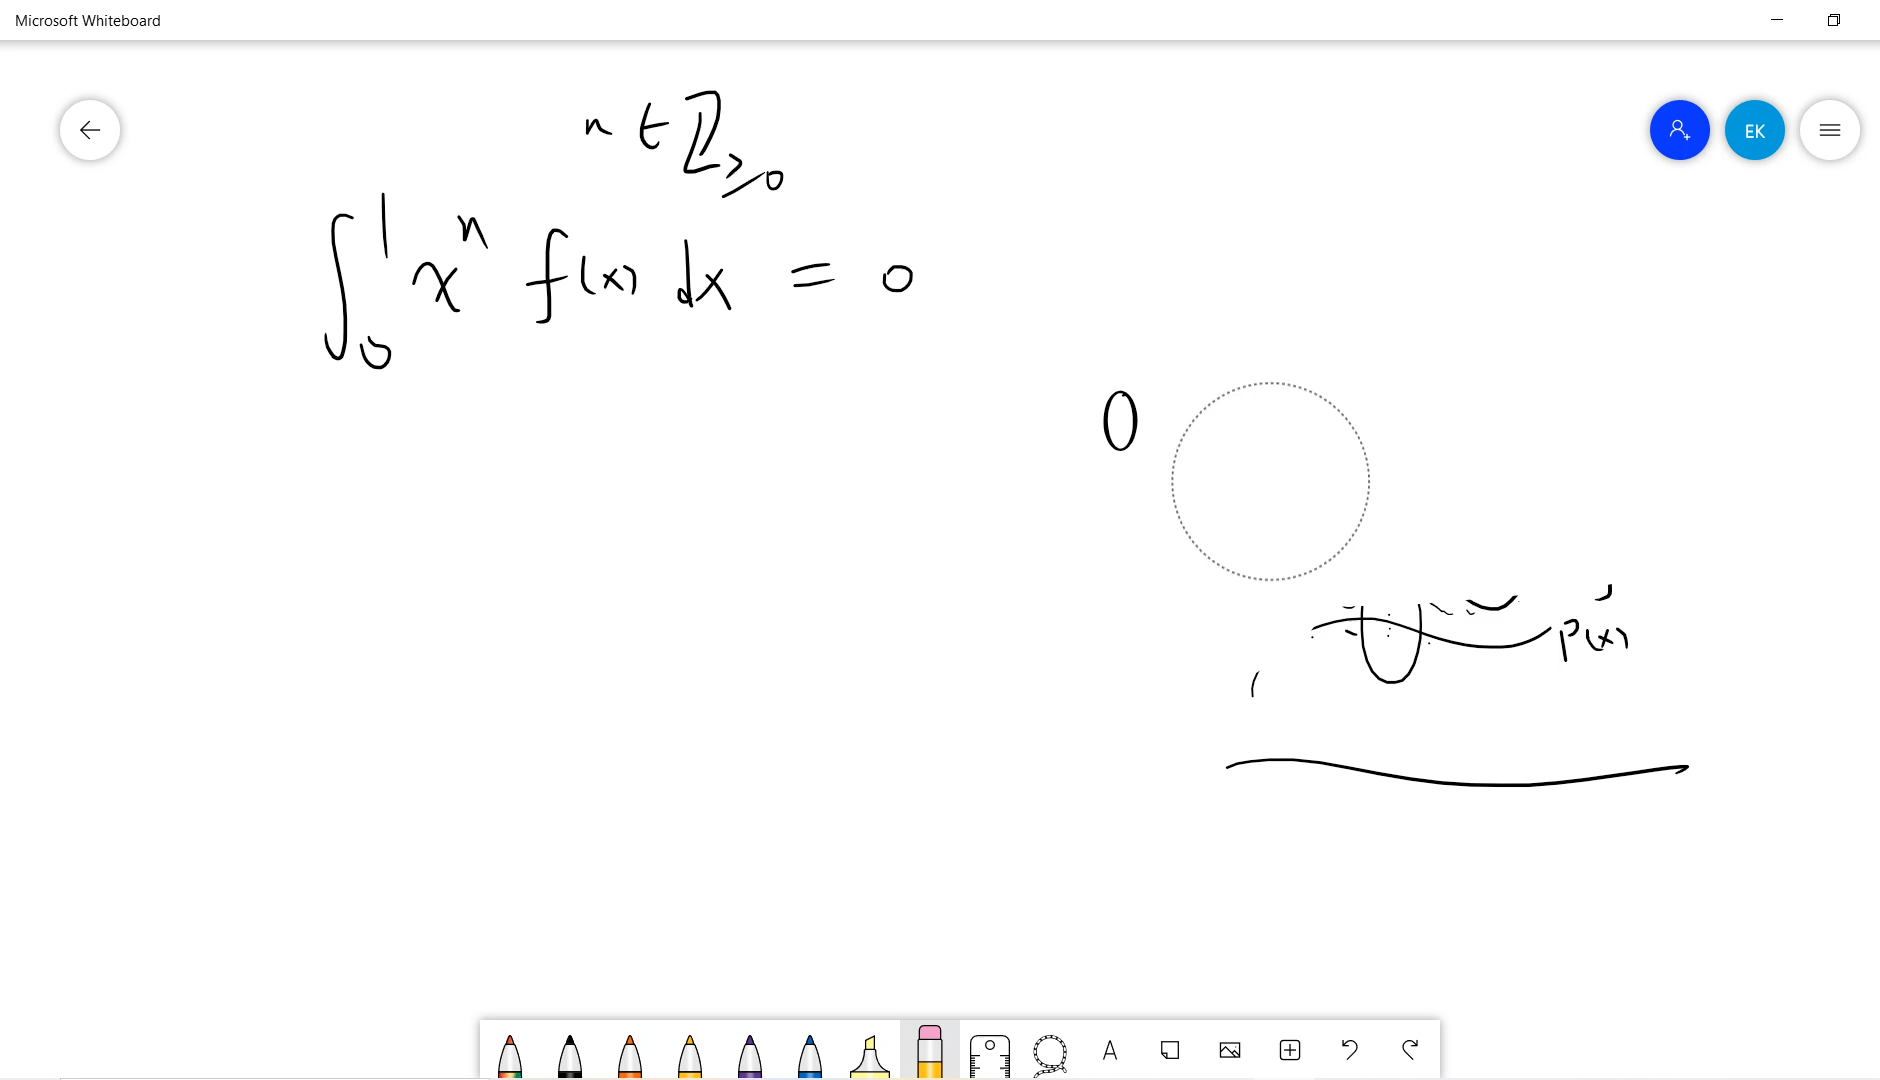 Microsoft Whiteboard
n ∈ ℤ≥0
EK
∫₀¹ xⁿ f(x) dx = 0
0
P(x)
A